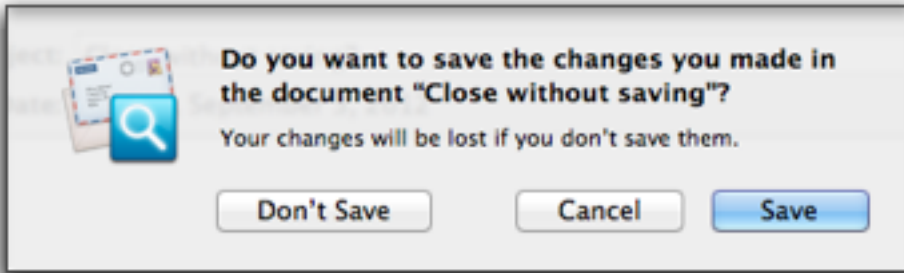 Do you want to save the changes you made in
the document "Close without saving"?
Your changes will be lost if you don't save them.
Don't Save
Cancel
Save